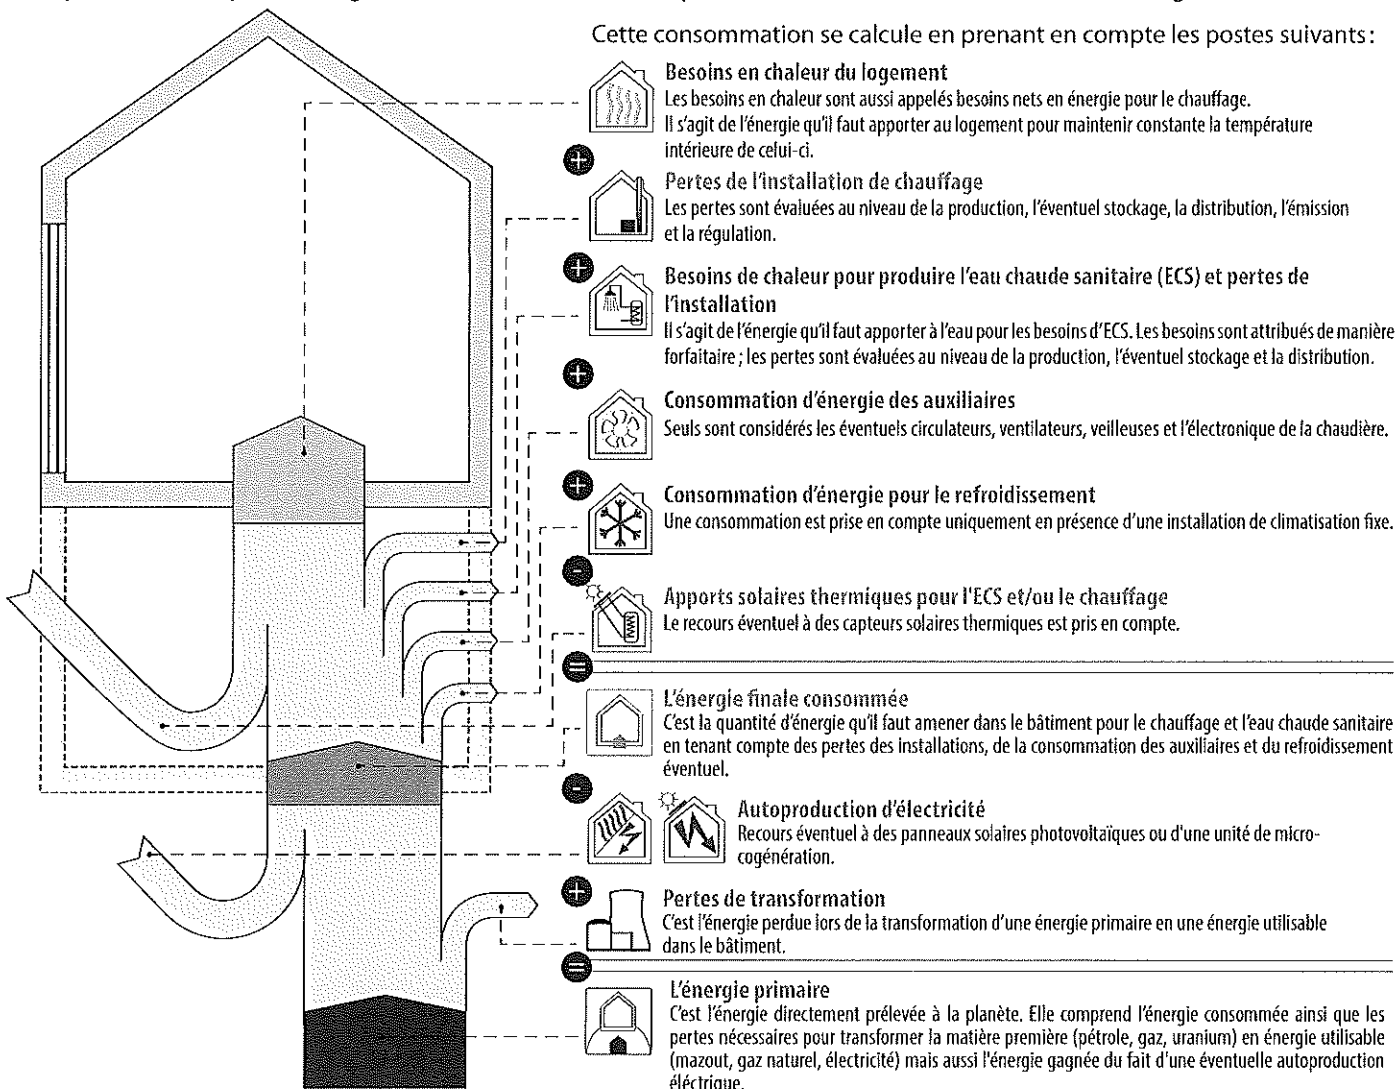 Cette consommation se calcule en prenant en compte les postes suivants :
Besoins en chaleur du logement
Les besoins en chaleur sont aussi appelés besoins nets en énergie pour le chauffage.
Il s'agit de l'énergie qu'il faut apporter au logement pour maintenir constante la température
intérieure de celui-ci.
+
Pertes de l'installation de chauffage
Les pertes sont évaluées au niveau de la production, l'éventuel stockage, la distribution, l'émission
et la régulation.
+
Besoins de chaleur pour produire l'eau chaude sanitaire (ECS) et pertes de
l'installation
Il s'agit de l'énergie qu'il faut apporter à l'eau pour les besoins d'ECS. Les besoins sont attribués de manière
forfaitaire ; les pertes sont évaluées au niveau de la production, l'éventuel stockage et la distribution.
+
Consommation d'énergie des auxiliaires
Seuls sont considérés les éventuels circulateurs, ventilateurs, veilleuses et l'électronique de la chaudière.
+
Consommation d'énergie pour le refroidissement
Une consommation est prise en compte uniquement en présence d'une installation de climatisation fixe.
-
Apports solaires thermiques pour l'ECS et/ou le chauffage
Le recours éventuel à des capteurs solaires thermiques est pris en compte.
=
L'énergie finale consommée
C'est la quantité d'énergie qu'il faut amener dans le bâtiment pour le chauffage et l'eau chaude sanitaire
en tenant compte des pertes des installations, de la consommation des auxiliaires et du refroidissement
éventuel.
-
Autoproduction d'électricité
Recours éventuel à des panneaux solaires photovoltaïques ou d'une unité de micro-
cogénération.
+
Pertes de transformation
C'est l'énergie perdue lors de la transformation d'une énergie primaire en une énergie utilisable
dans le bâtiment.
=
L'énergie primaire
C'est l'énergie directement prélevée à la planète. Elle comprend l'énergie consommée ainsi que les
pertes nécessaires pour transformer la matière première (pétrole, gaz, uranium) en énergie utilisable
(mazout, gaz naturel, électricité) mais aussi l'énergie gagnée du fait d'une éventuelle autoproduction
éléctrique.